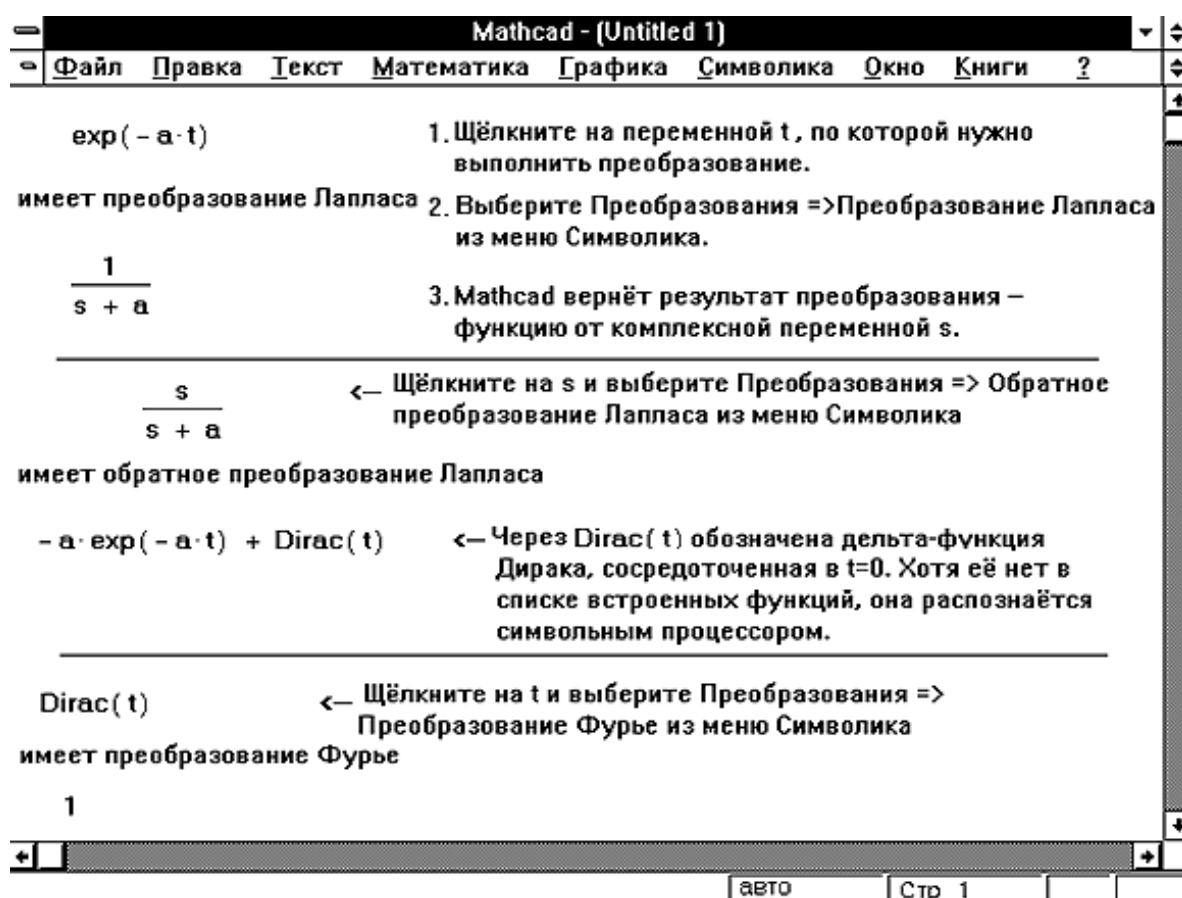 Mathcad - (Untitled 1)
Файл Правка Текст Математика Графика Символика Окно Книги ?
exp(-a·t)
1. Щёлкните на переменной t, по которой нужно
выполнить преобразование.
имеет преобразование Лапласа
2. Выберите Преобразования =>Преобразование Лапласа
из меню Символика.
1
s + a
3. Mathcad вернёт результат преобразования –
функцию от комплексной переменной s.
s
s + a
<– Щёлкните на s и выберите Преобразования => Обратное
преобразование Лапласа из меню Символика
имеет обратное преобразование Лапласа
-a·exp(-a·t) + Dirac(t)
<– Через Dirac(t) обозначена дельта-функция
Дирака, сосредоточенная в t=0. Хотя её нет в
списке встроенных функций, она распознаётся
символьным процессором.
Dirac(t)
<– Щёлкните на t и выберите Преобразования =>
Преобразование Фурье из меню Символика
имеет преобразование Фурье
1
авто Стр 1